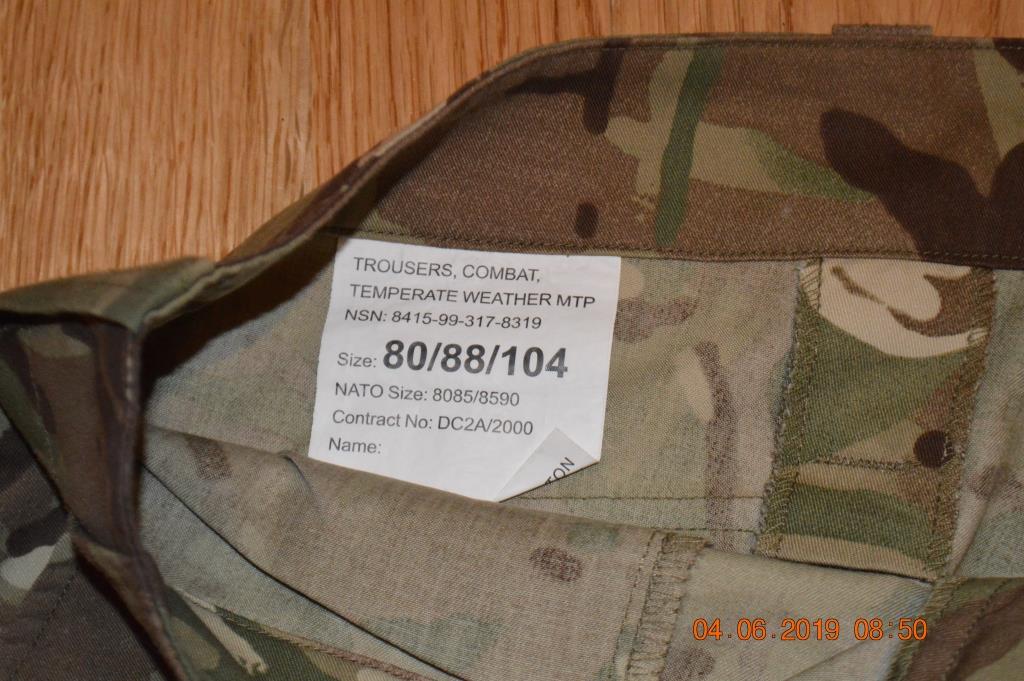 TROUSERS, COMBAT,
TEMPERATE WEATHER MTP
NSN: 8415-99-317-8319
Size: 80/88/104
NATO Size: 8085/8590
Contract No: DC2A/2000
Name:
04.06.2019 08:50